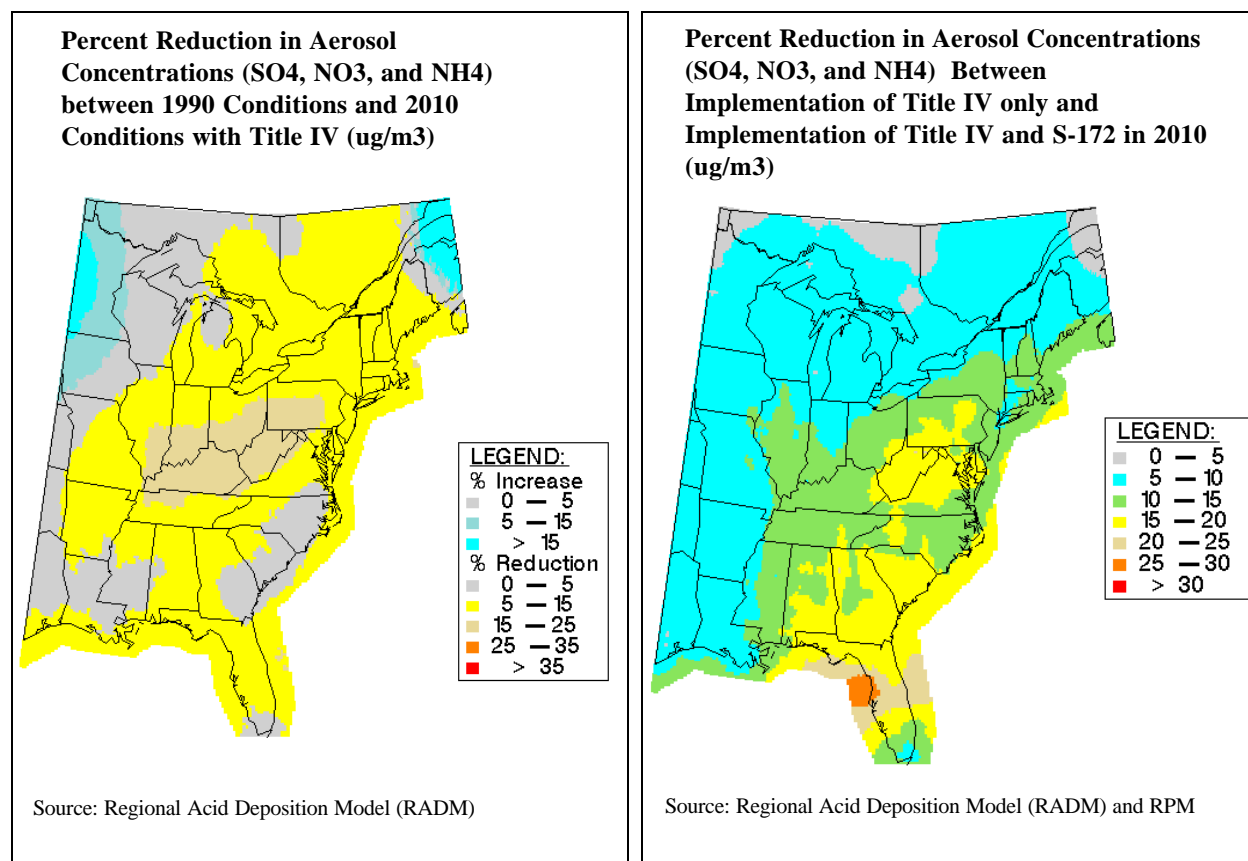 Percent Reduction in Aerosol
Concentrations (SO4, NO3, and NH4)
between 1990 Conditions and 2010
Conditions with Title IV (ug/m3)
LEGEND:
% Increase
0 — 5
5 — 15
> 15
% Reduction
0 — 5
5 — 15
15 — 25
25 — 35
> 35
Source: Regional Acid Deposition Model (RADM)
Percent Reduction in Aerosol Concentrations
(SO4, NO3, and NH4) Between
Implementation of Title IV only and
Implementation of Title IV and S-172 in 2010
(ug/m3)
LEGEND:
0 — 5
5 — 10
10 — 15
15 — 20
20 — 25
25 — 30
> 30
Source: Regional Acid Deposition Model (RADM) and RPM